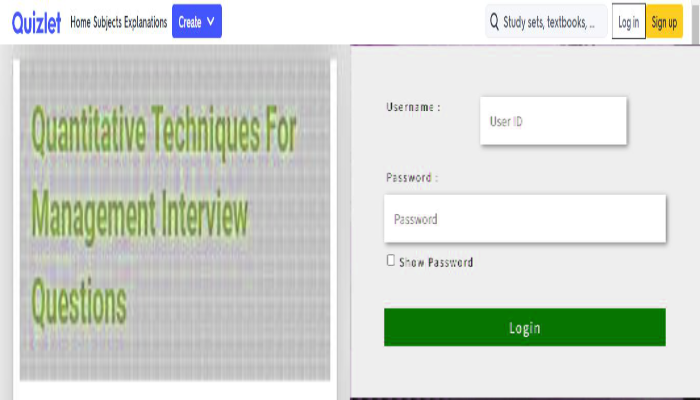 Quizlet Home Subjects Explanations Create Study sets, textbooks, ... Log in Sign up
Quantitative Techniques For
Management Interview
Questions
Username :
User ID
Password :
Password
Show Password
Login